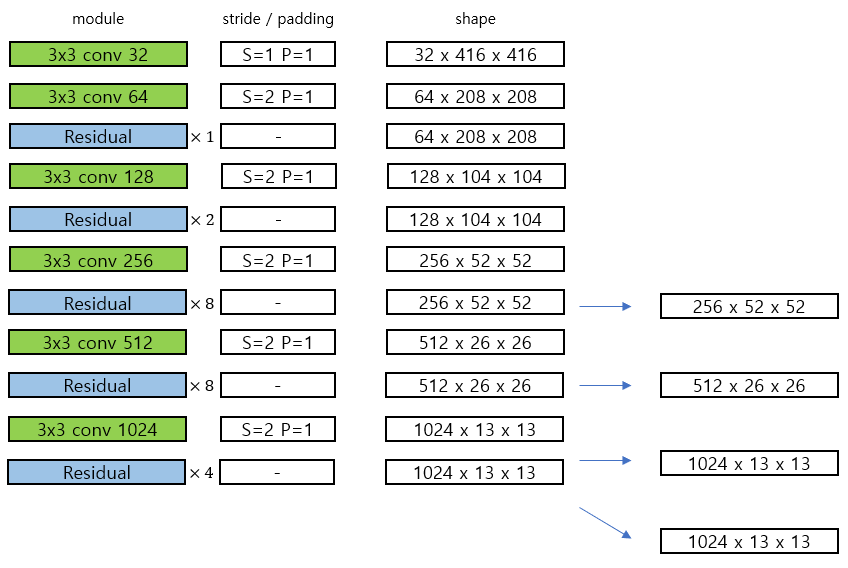 module stride / padding shape
3x3 conv 32 S=1 P=1 32 x 416 x 416
3x3 conv 64 S=2 P=1 64 x 208 x 208
Residual × 1 - 64 x 208 x 208
3x3 conv 128 S=2 P=1 128 x 104 x 104
Residual × 2 - 128 x 104 x 104
3x3 conv 256 S=2 P=1 256 x 52 x 52
Residual × 8 - 256 x 52 x 52 256 x 52 x 52
3x3 conv 512 S=2 P=1 512 x 26 x 26
Residual × 8 - 512 x 26 x 26 512 x 26 x 26
3x3 conv 1024 S=2 P=1 1024 x 13 x 13
Residual × 4 - 1024 x 13 x 13 1024 x 13 x 13
1024 x 13 x 13